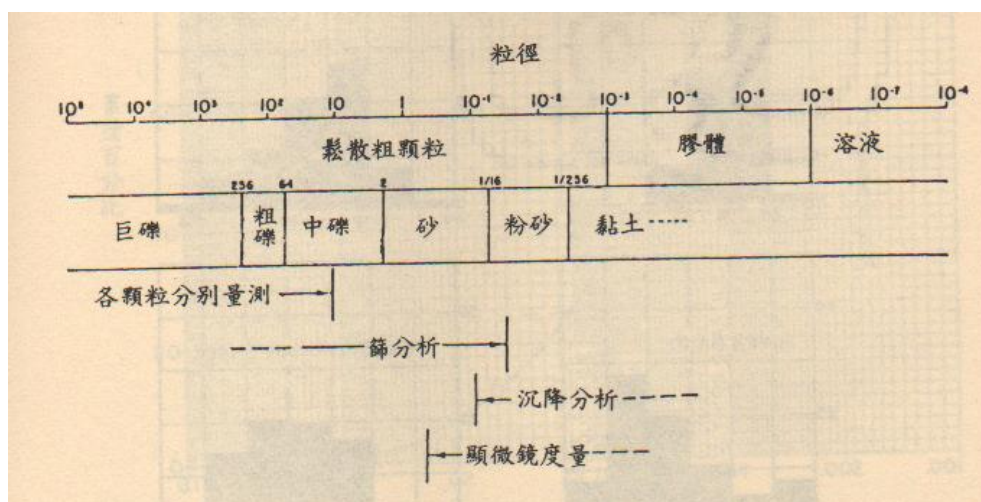 粒徑
10⁵ 10⁴ 10³ 10² 10 1 10⁻¹ 10⁻² 10⁻³ 10⁻⁴ 10⁻⁵ 10⁻⁶ 10⁻⁷ 10⁻⁸
鬆散粗顆粒 膠體 溶液
256 64 2 1/16 1/256
巨礫 粗礫 中礫 砂 粉砂 黏土
各顆粒分別量測
篩分析
沉降分析
顯微鏡度量